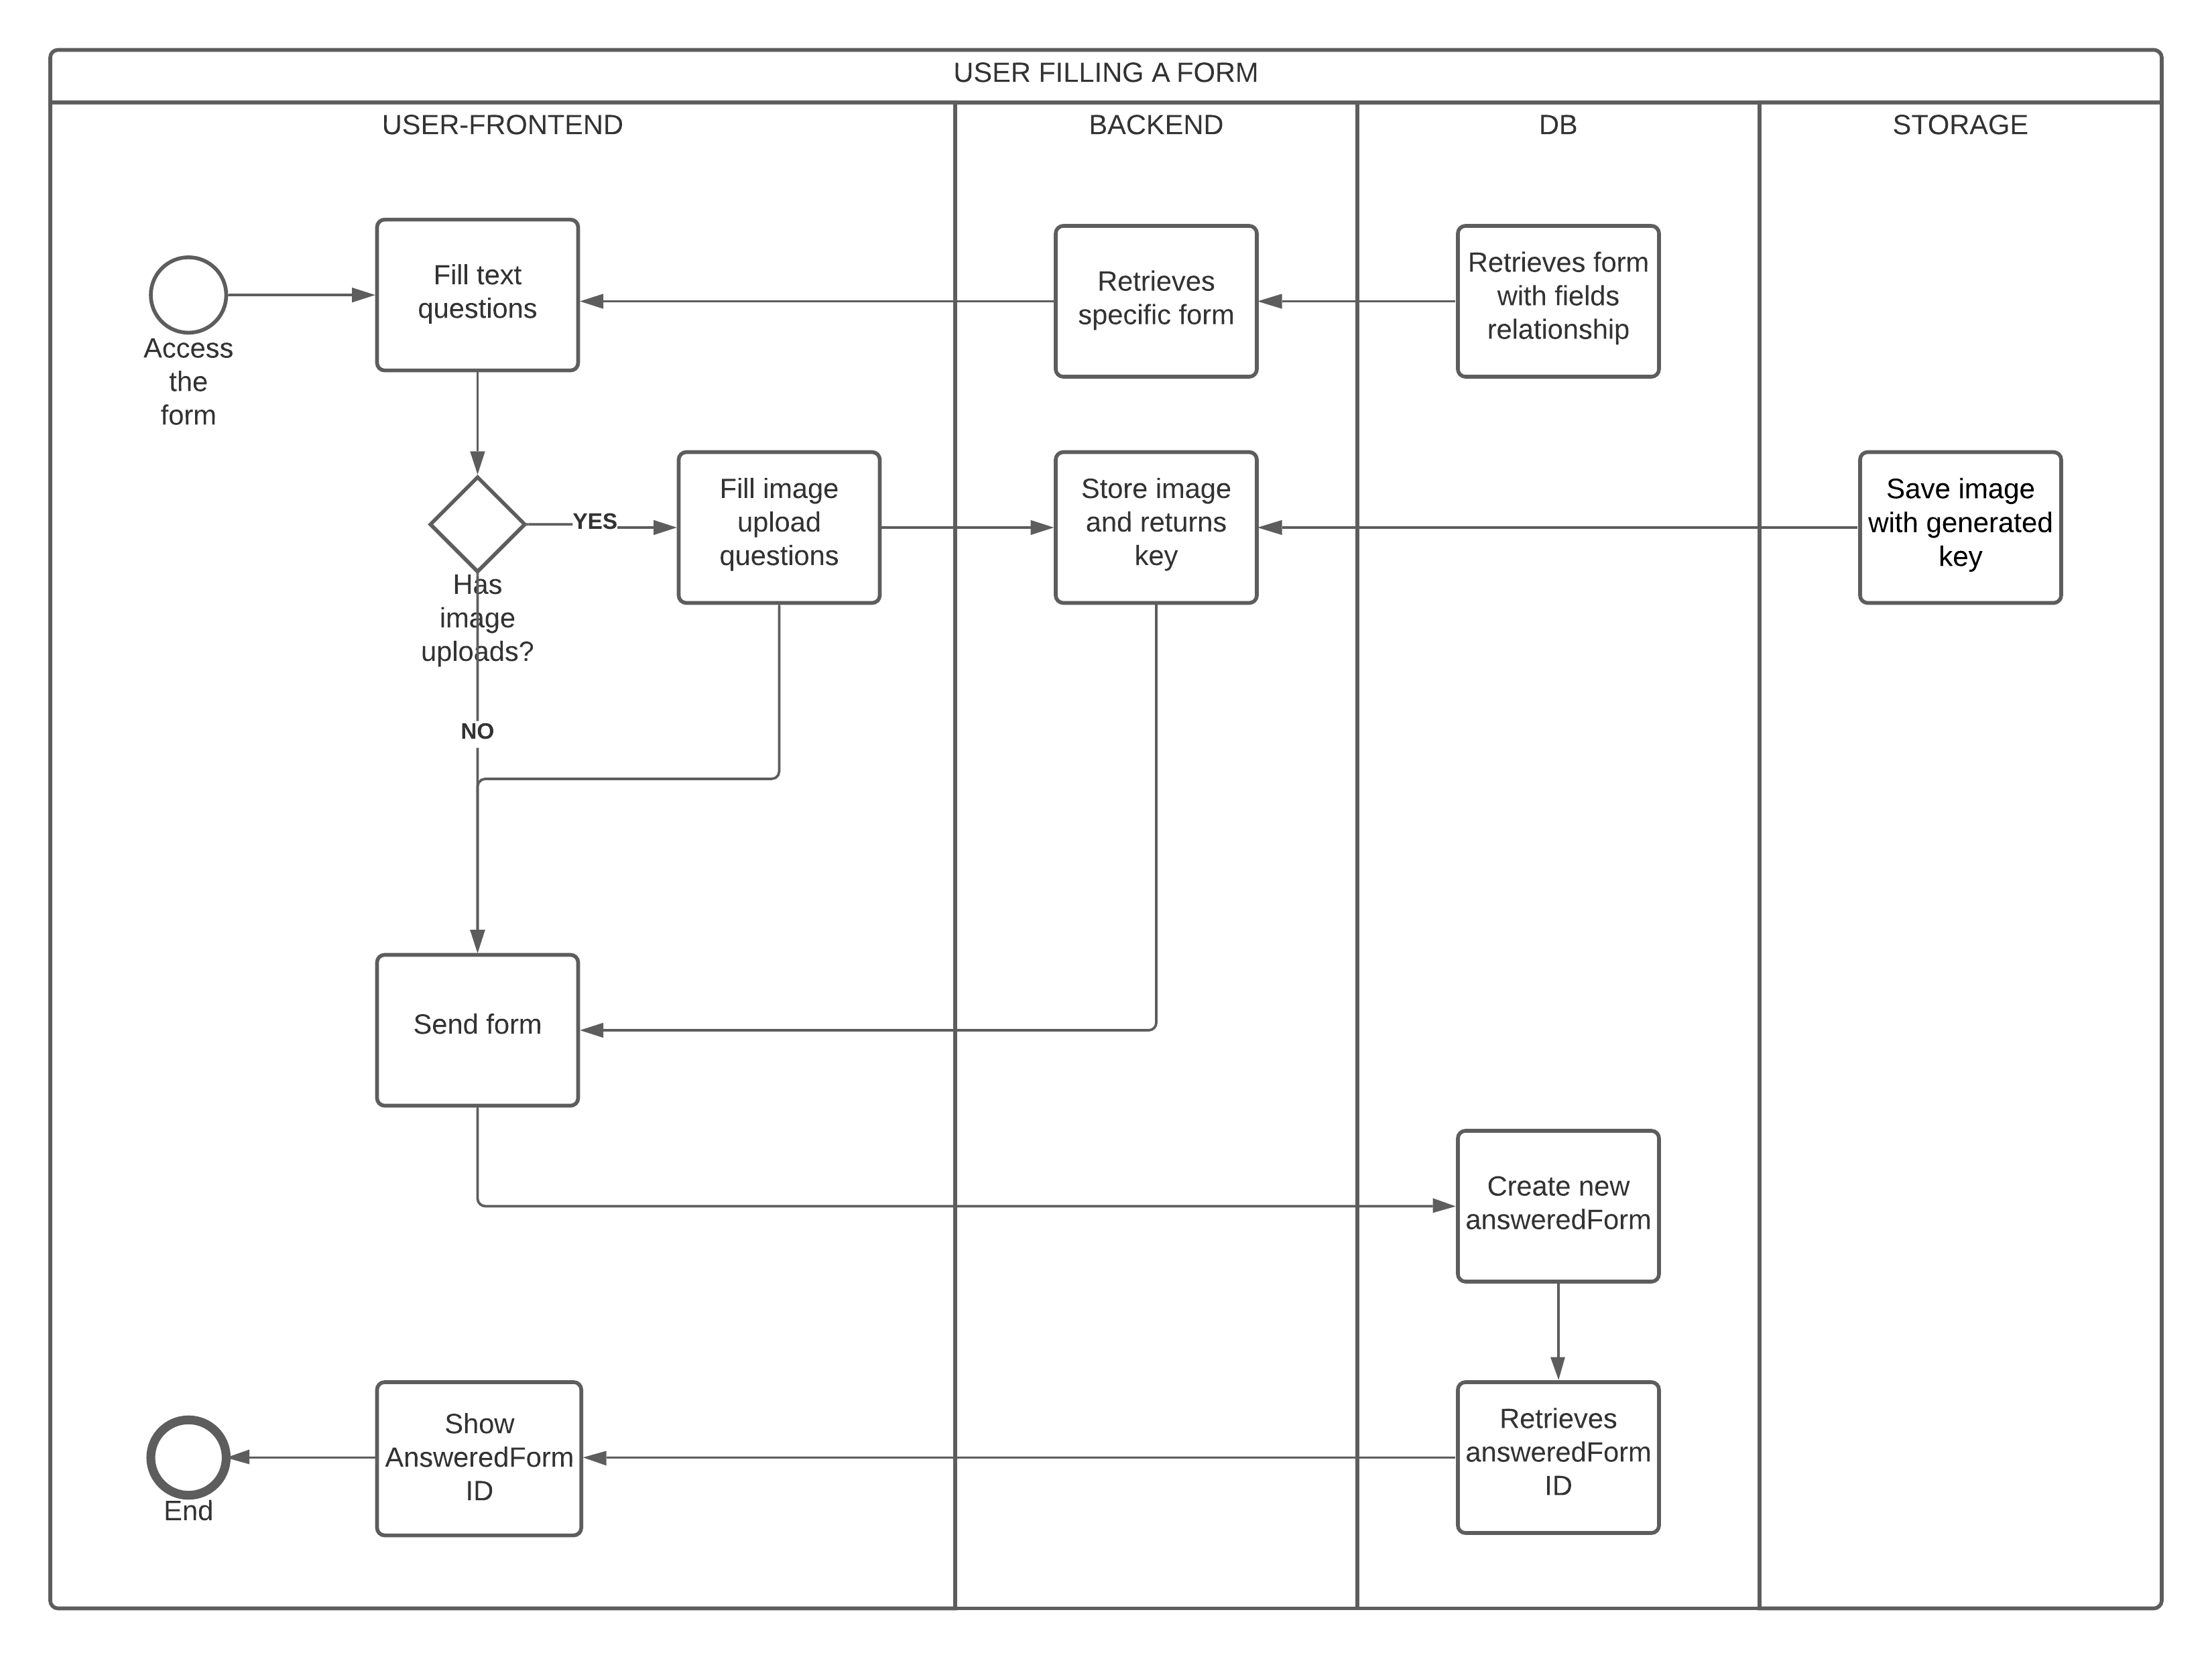 USER FILLING A FORM
USER-FRONTEND
BACKEND
DB
STORAGE
Access
the
form
Fill text
questions
Retrieves
specific form
Retrieves form
with fields
relationship
Has
image
uploads?
YES
NO
Fill image
upload
questions
Store image
and returns
key
Save image
with generated
key
Send form
Create new
answeredForm
Retrieves
answeredForm
ID
Show
AnsweredForm
ID
End